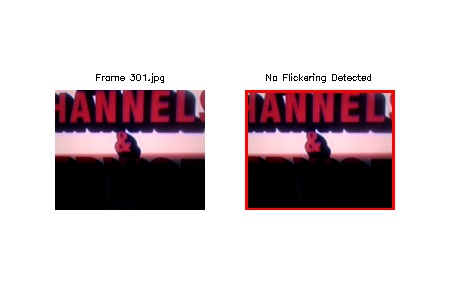 Frame 301.jpg
No Flickering Detected
HANNELS
&
HANNELS
&